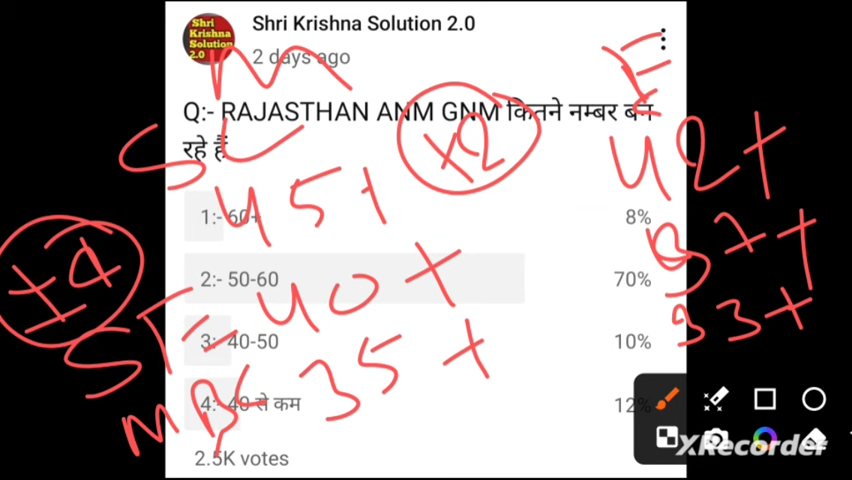 Shri
Krishna
Solution
2.0
Shri Krishna Solution 2.0
2 days ago
M F
Q:- RAJASTHAN ANM GNM कितने नम्बर बन
रहे हैं
±2
SC 45+ 42+
1:- 60+ 8%
±4
2:- 50-60 70%
ST - 40+ 37+
3:- 40-50 10%
MBC 35+ 33+
4:- 40 से कम 12%
2.5K votes
XRecorder